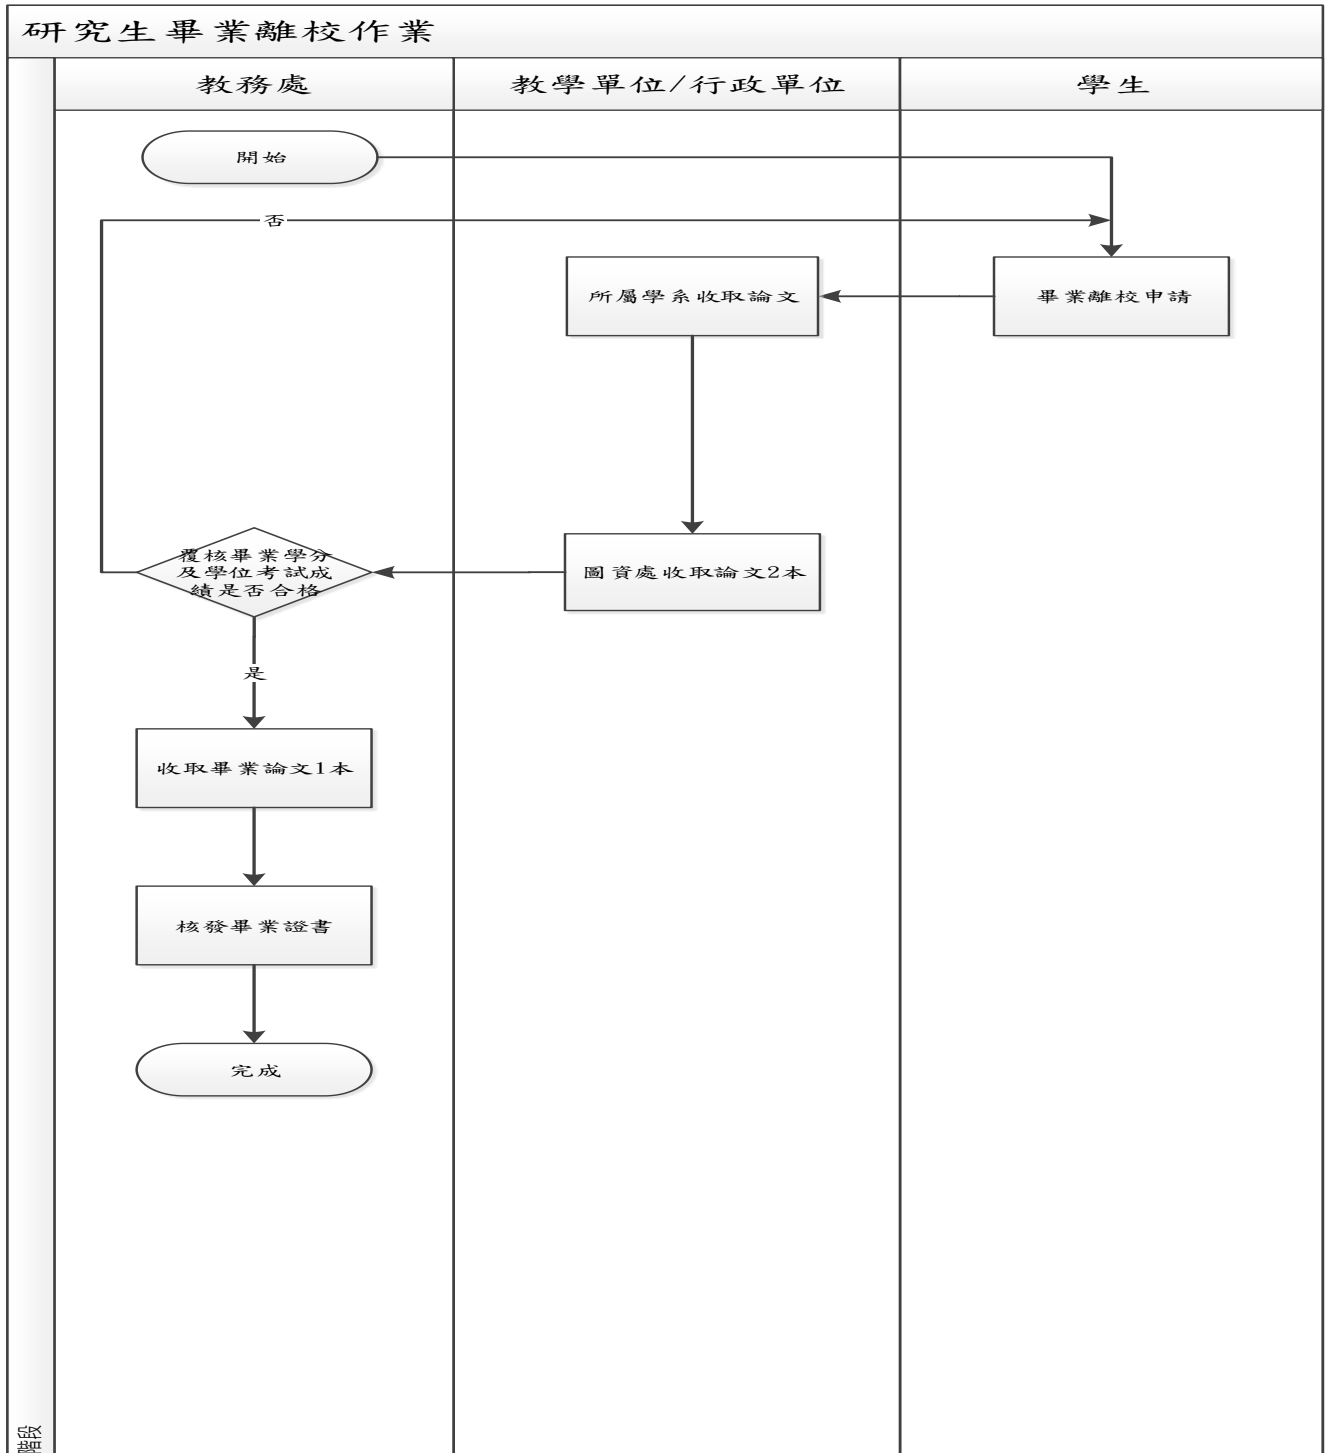 研究生畢業離校作業
教務處
教學單位/行政單位
學生
開始
否
所屬學系收取論文
畢業離校申請
覆核畢業學分
及學位考試成
績是否合格
圖資處收取論文2本
是
收取畢業論文1本
核發畢業證書
完成
階段